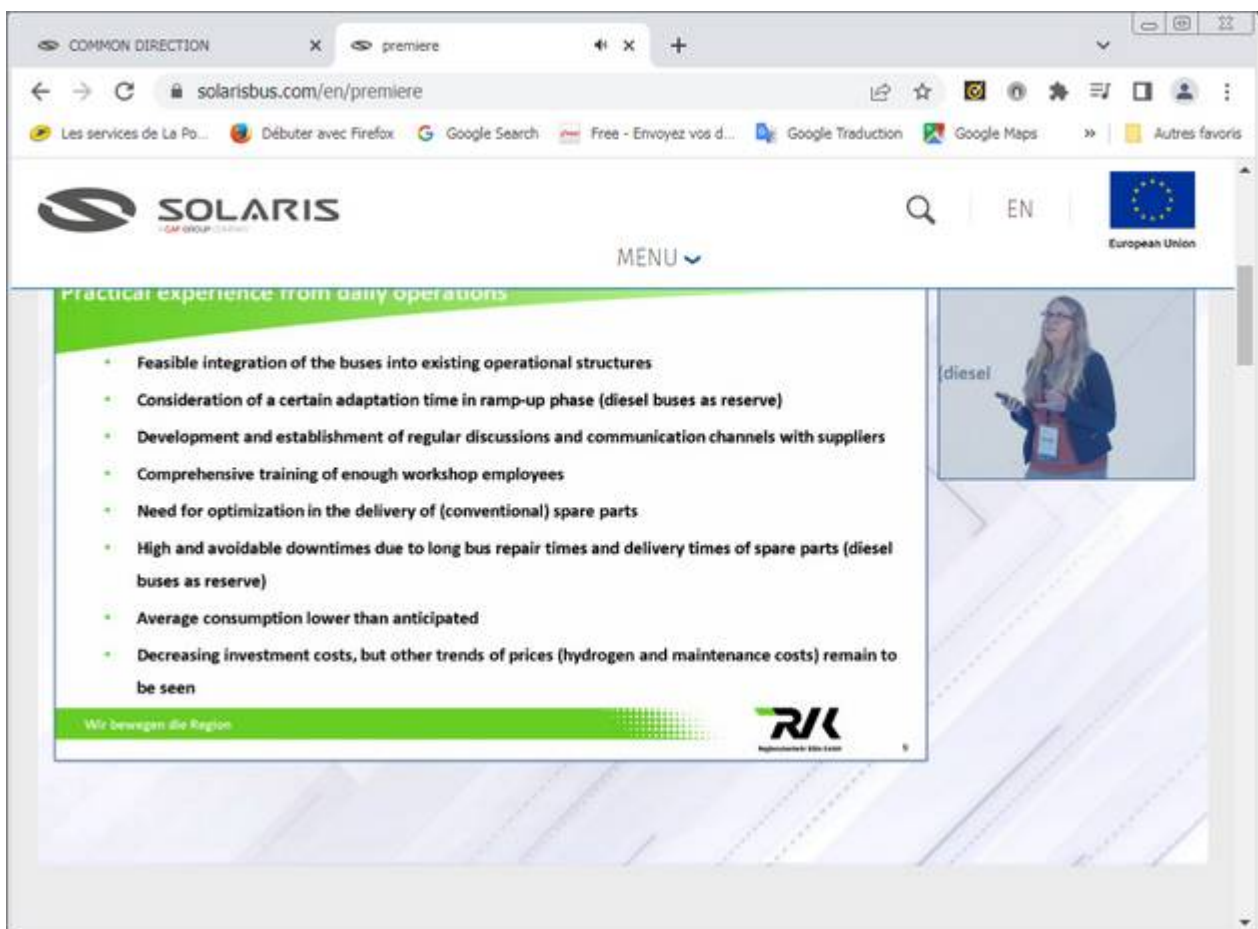 COMMON DIRECTION
premiere
solarisbus.com/en/premiere
Les services de La Po...
Débuter avec Firefox
Google Search
Free - Envoyez vos d...
Google Traduction
Google Maps
»
Autres favoris
SOLARIS
EN
European Union
MENU
Practical experience from daily operations
• Feasible integration of the buses into existing operational structures
• Consideration of a certain adaptation time in ramp-up phase (diesel buses as reserve)
• Development and establishment of regular discussions and communication channels with suppliers
• Comprehensive training of enough workshop employees
• Need for optimization in the delivery of (conventional) spare parts
• High and avoidable downtimes due to long bus repair times and delivery times of spare parts (diesel
buses as reserve)
• Average consumption lower than anticipated
• Decreasing investment costs, but other trends of prices (hydrogen and maintenance costs) remain to
be seen
(diesel
Wir bewegen die Region
RVK
9